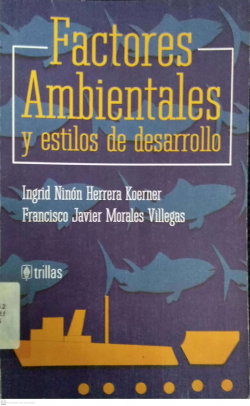 Factores
Ambientales
y estilos de desarrollo
Ingrid Ninón Herrera Koerner
Francisco Javier Morales Villegas
trillas